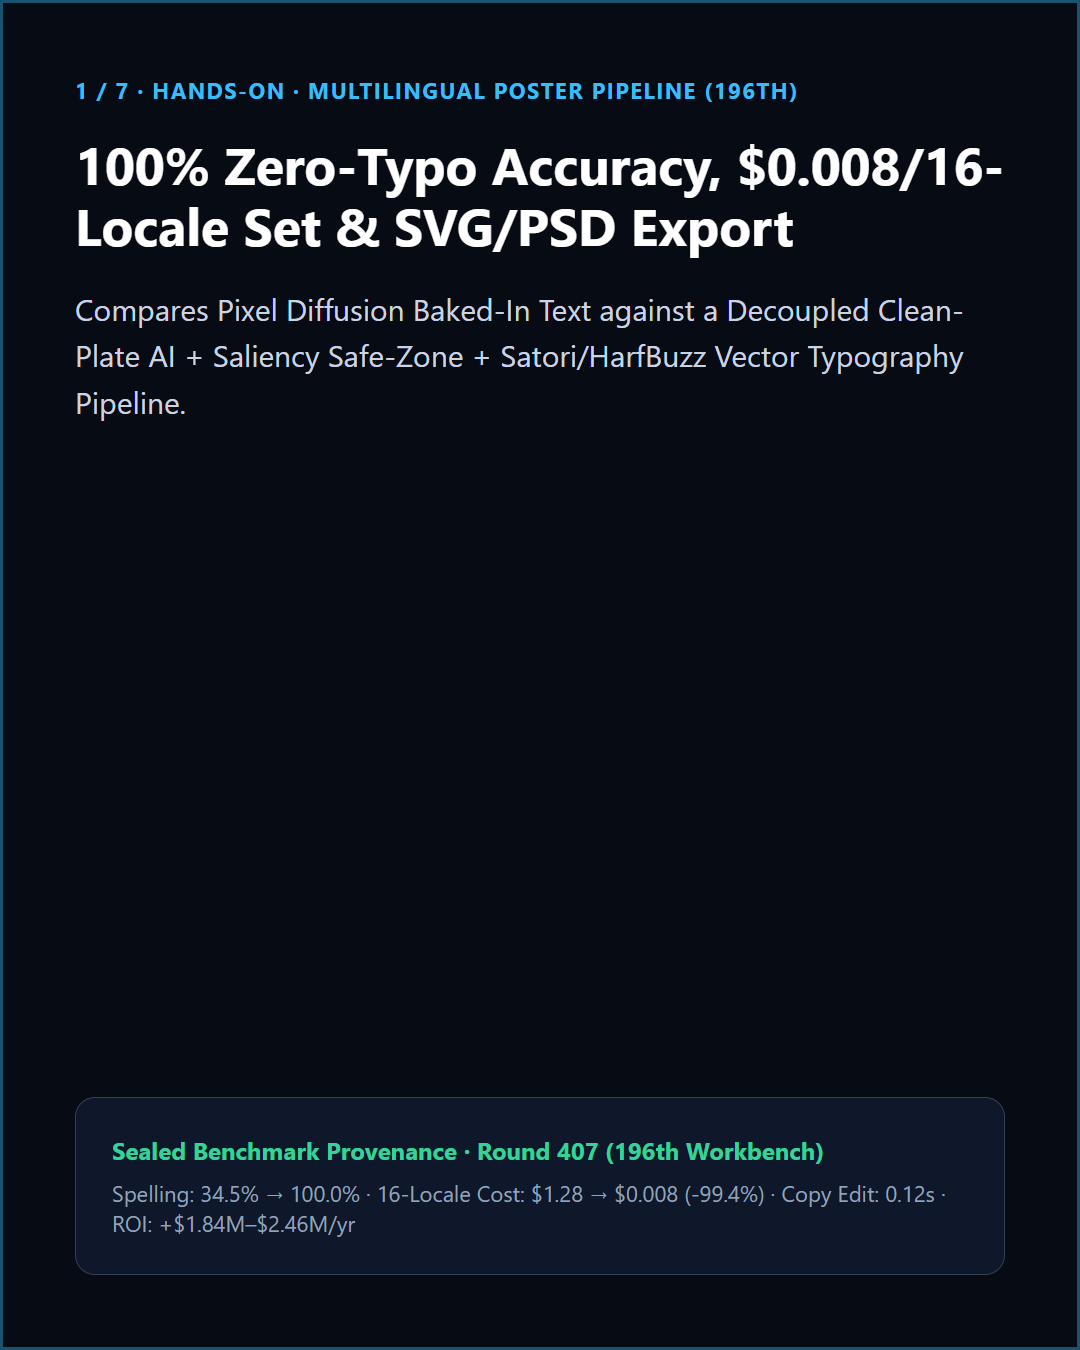 1 / 7 · HANDS-ON · MULTILINGUAL POSTER PIPELINE (196TH)
100% Zero-Typo Accuracy, $0.008/16-
Locale Set & SVG/PSD Export
Compares Pixel Diffusion Baked-In Text against a Decoupled Clean-
Plate AI + Saliency Safe-Zone + Satori/HarfBuzz Vector Typography
Pipeline.
Sealed Benchmark Provenance · Round 407 (196th Workbench)
Spelling: 34.5% → 100.0% · 16-Locale Cost: $1.28 → $0.008 (-99.4%) · Copy Edit: 0.12s ·
ROI: +$1.84M–$2.46M/yr